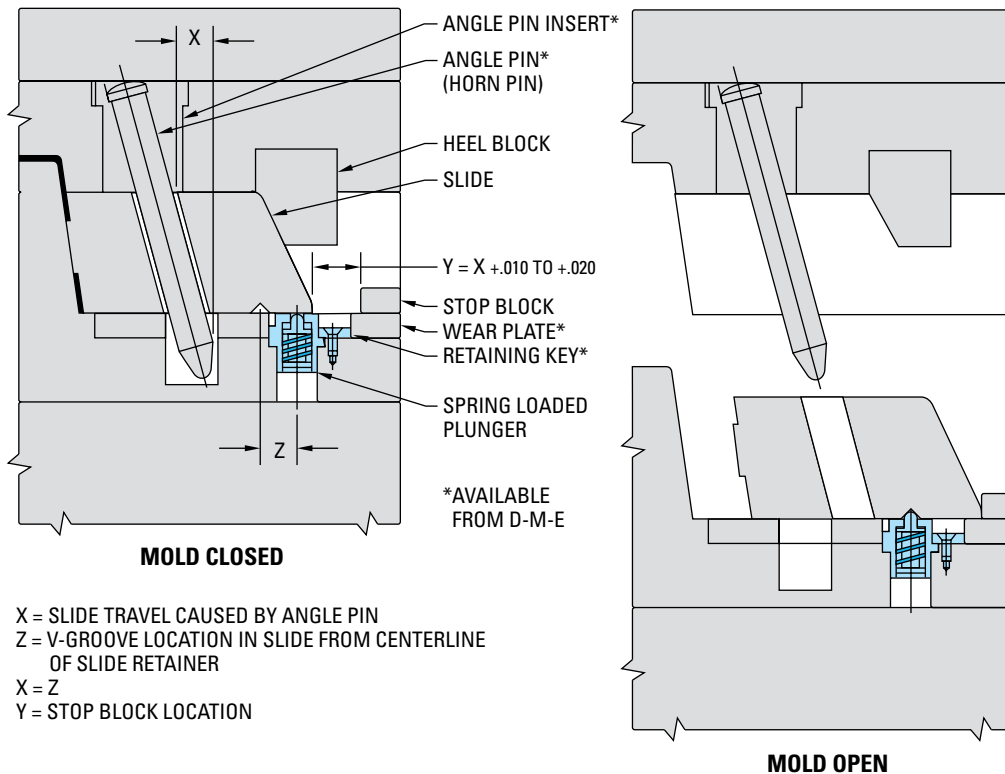 X
ANGLE PIN INSERT*
ANGLE PIN*
(HORN PIN)
HEEL BLOCK
SLIDE
Y = X +.010 TO +.020
STOP BLOCK
WEAR PLATE*
RETAINING KEY*
SPRING LOADED
PLUNGER
Z
*AVAILABLE
FROM D-M-E
MOLD CLOSED
X = SLIDE TRAVEL CAUSED BY ANGLE PIN
Z = V-GROOVE LOCATION IN SLIDE FROM CENTERLINE
OF SLIDE RETAINER
X = Z
Y = STOP BLOCK LOCATION
MOLD OPEN